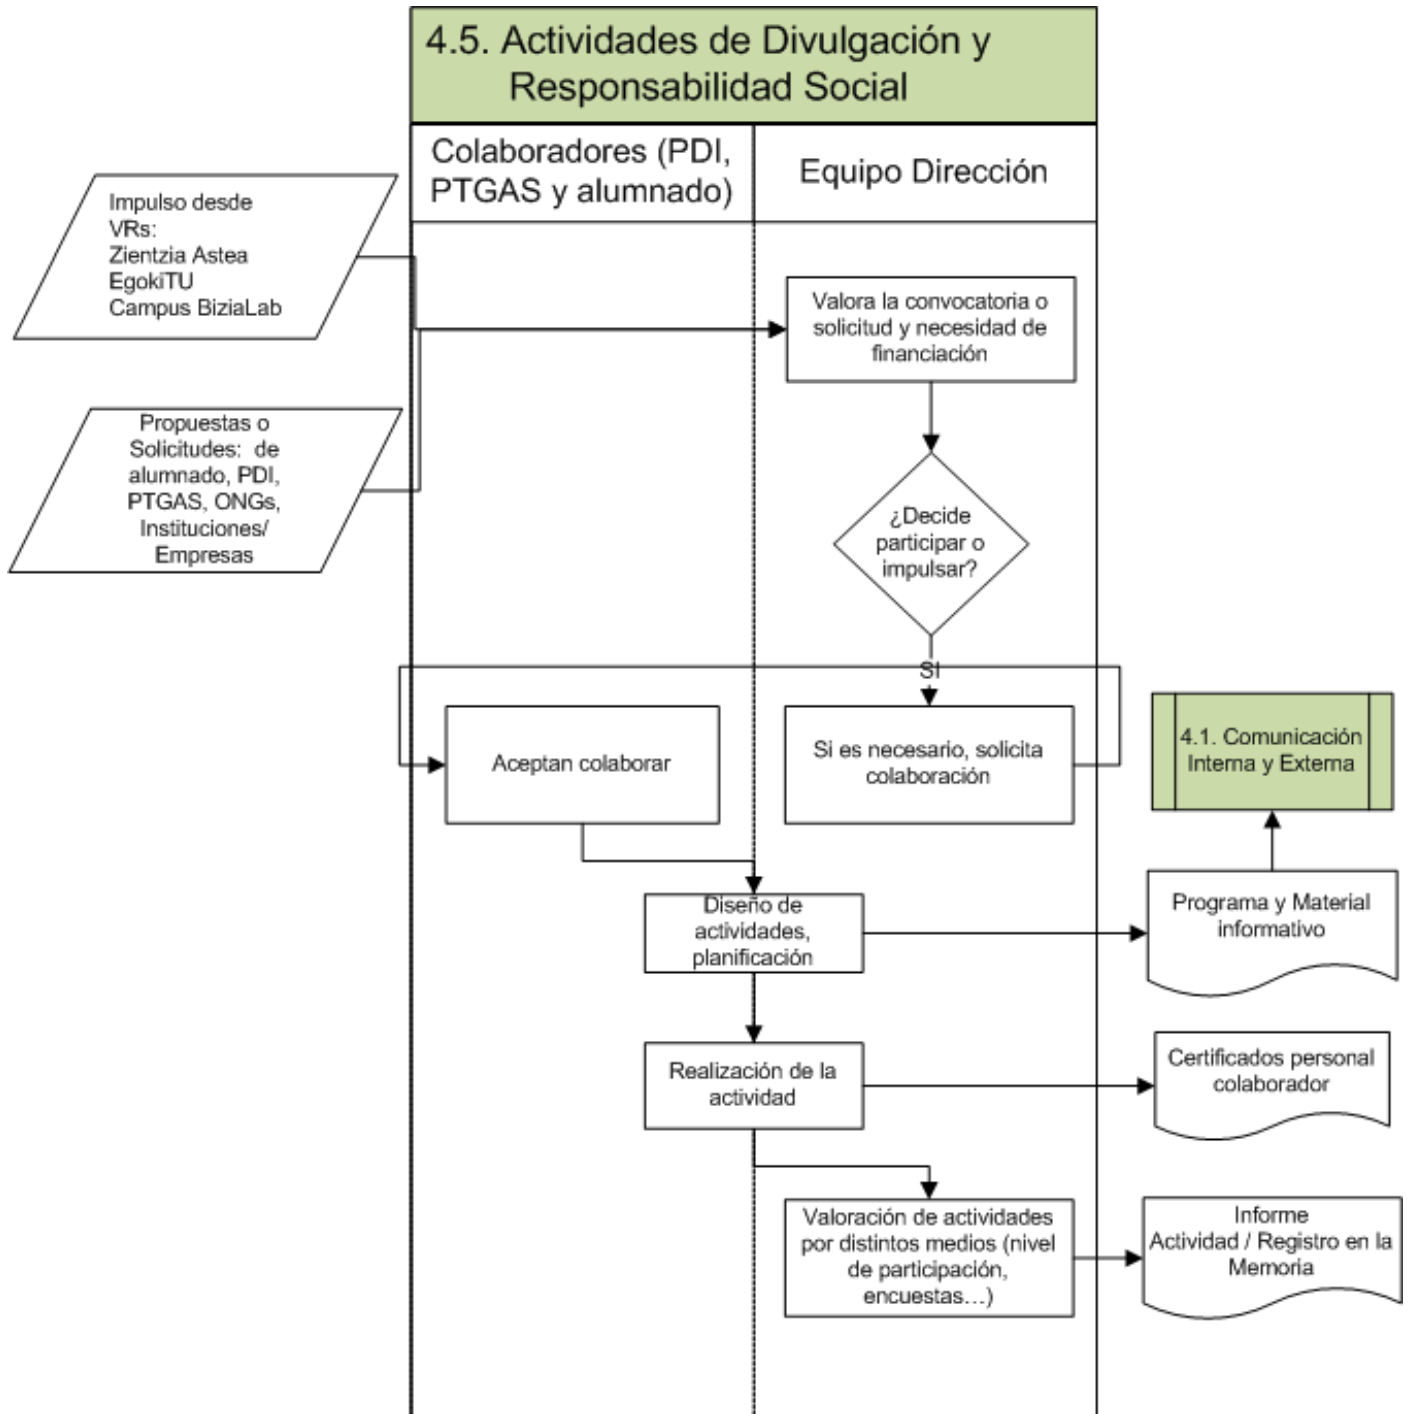 4.5. Actividades de Divulgación y
Responsabilidad Social
Colaboradores (PDI,
PTGAS y alumnado)
Equipo Dirección
Impulso desde
VRs:
Zientzia Astea
EgokiTU
Campus BiziaLab
Valora la convocatoria o
solicitud y necesidad de
financiación
Propuestas o
Solicitudes: de
alumnado, PDI,
PTGAS, ONGs,
Instituciones/
Empresas
¿Decide
participar o
impulsar?
SI
Aceptan colaborar
Si es necesario, solicita
colaboración
4.1. Comunicación
Interna y Externa
Diseño de
actividades,
planificación
Programa y Material
informativo
Realización de la
actividad
Certificados personal
colaborador
Valoración de actividades
por distintos medios (nivel
de participación,
encuestas…)
Informe
Actividad / Registro en la
Memoria